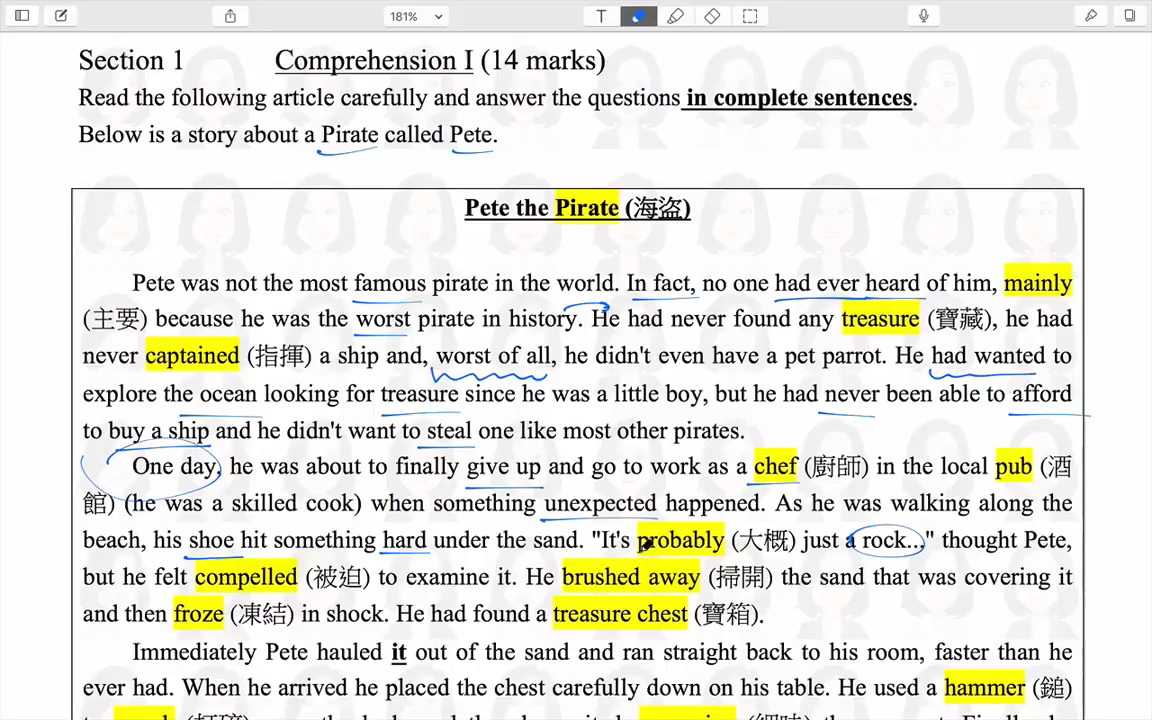 181%
T
Section 1 Comprehension I (14 marks)
Read the following article carefully and answer the questions in complete sentences.
Below is a story about a Pirate called Pete.
Pete the Pirate (海盜)
Pete was not the most famous pirate in the world. In fact, no one had ever heard of him, mainly
(主要) because he was the worst pirate in history. He had never found any treasure (寶藏), he had
never captained (指揮) a ship and, worst of all, he didn't even have a pet parrot. He had wanted to
explore the ocean looking for treasure since he was a little boy, but he had never been able to afford
to buy a ship and he didn't want to steal one like most other pirates.
One day, he was about to finally give up and go to work as a chef (廚師) in the local pub (酒
館) (he was a skilled cook) when something unexpected happened. As he was walking along the
beach, his shoe hit something hard under the sand. "It's probably (大概) just a rock..." thought Pete,
but he felt compelled (被迫) to examine it. He brushed away (掃開) the sand that was covering it
and then froze (凍結) in shock. He had found a treasure chest (寶箱).
Immediately Pete hauled it out of the sand and ran straight back to his room, faster than he
ever had. When he arrived he placed the chest carefully down on his table. He used a hammer (鎚)